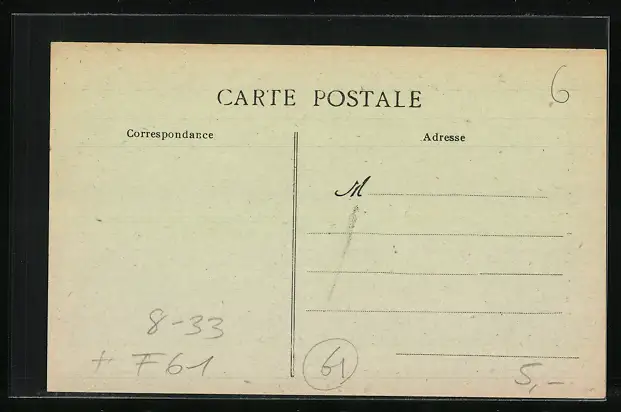 6
CARTE POSTALE
Correspondance
Adresse
M
8-33
+ F61
61
5,-